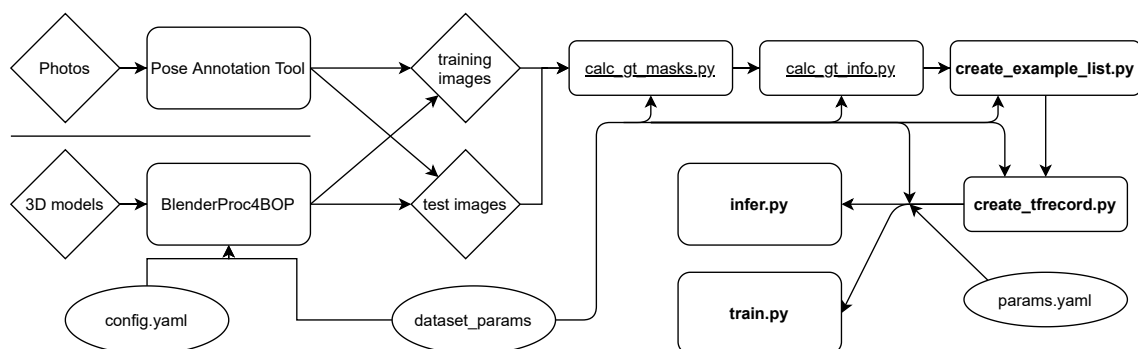 Photos
Pose Annotation Tool
training
images
calc_gt_masks.py
calc_gt_info.py
create_example_list.py
3D models
BlenderProc4BOP
test images
infer.py
create_tfrecord.py
config.yaml
dataset_params
train.py
params.yaml